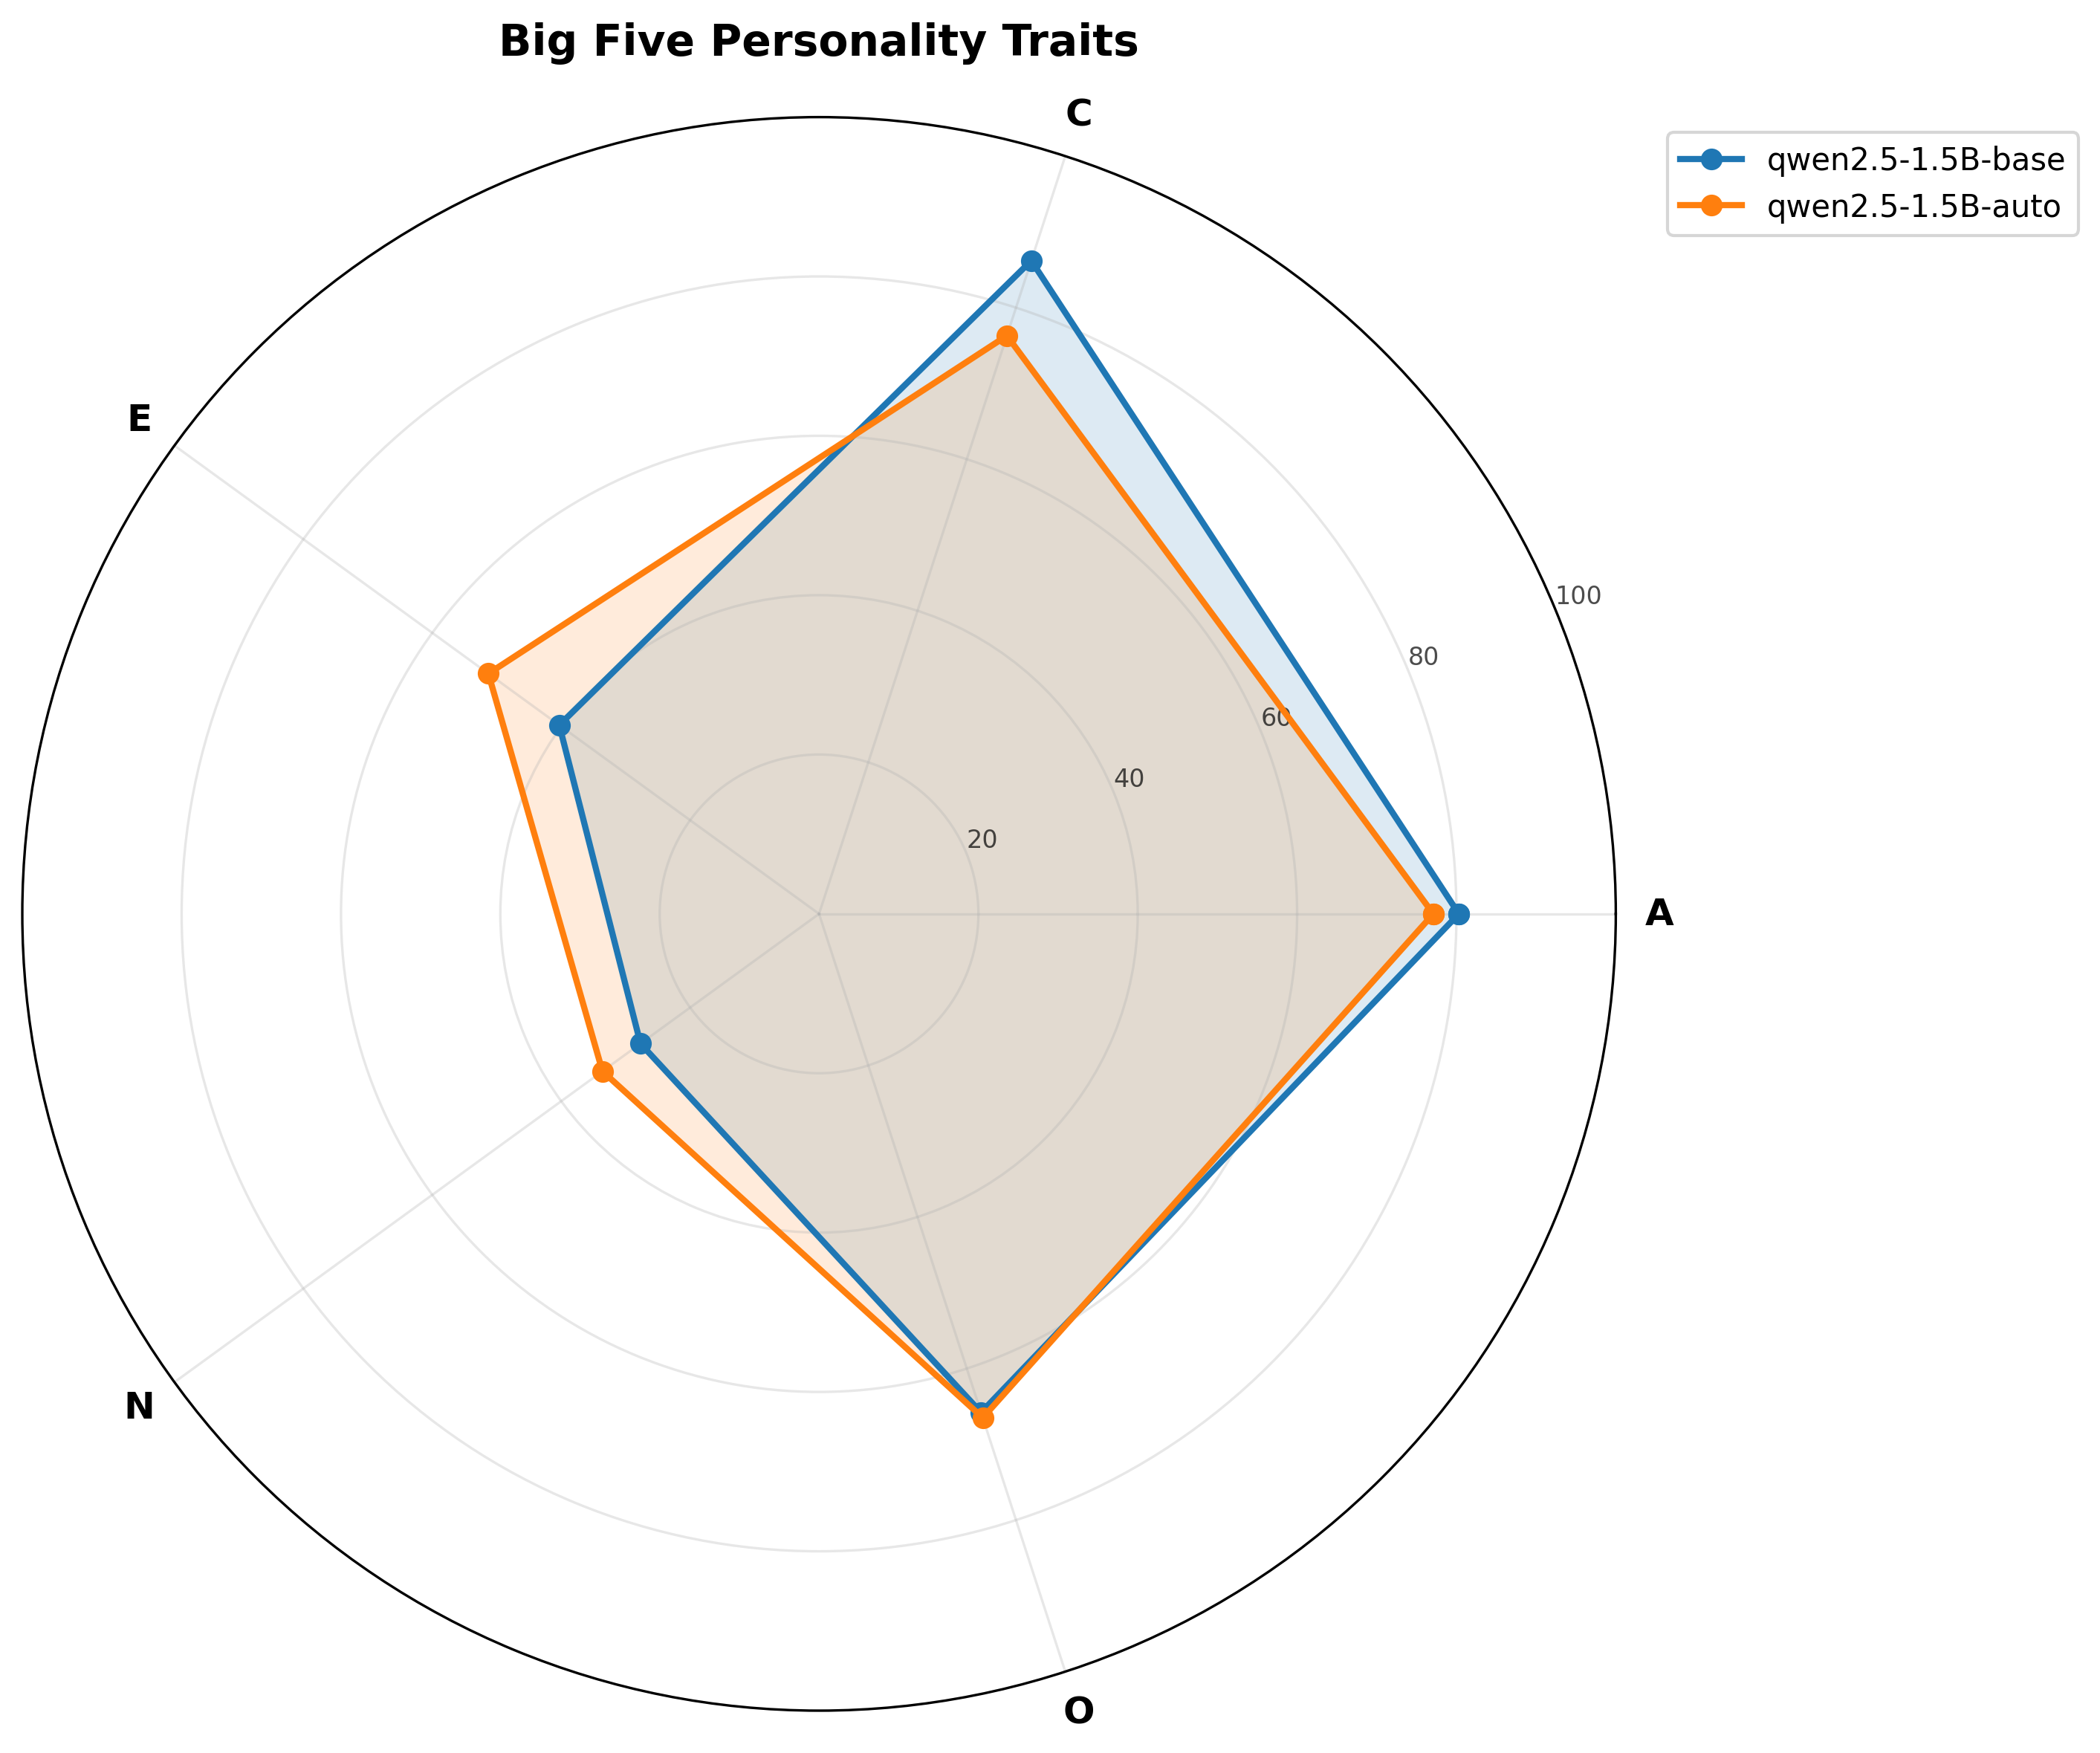 Big Five Personality Traits
C
qwen2.5-1.5B-base
qwen2.5-1.5B-auto
E
100
80
60
40
20
A
N
O